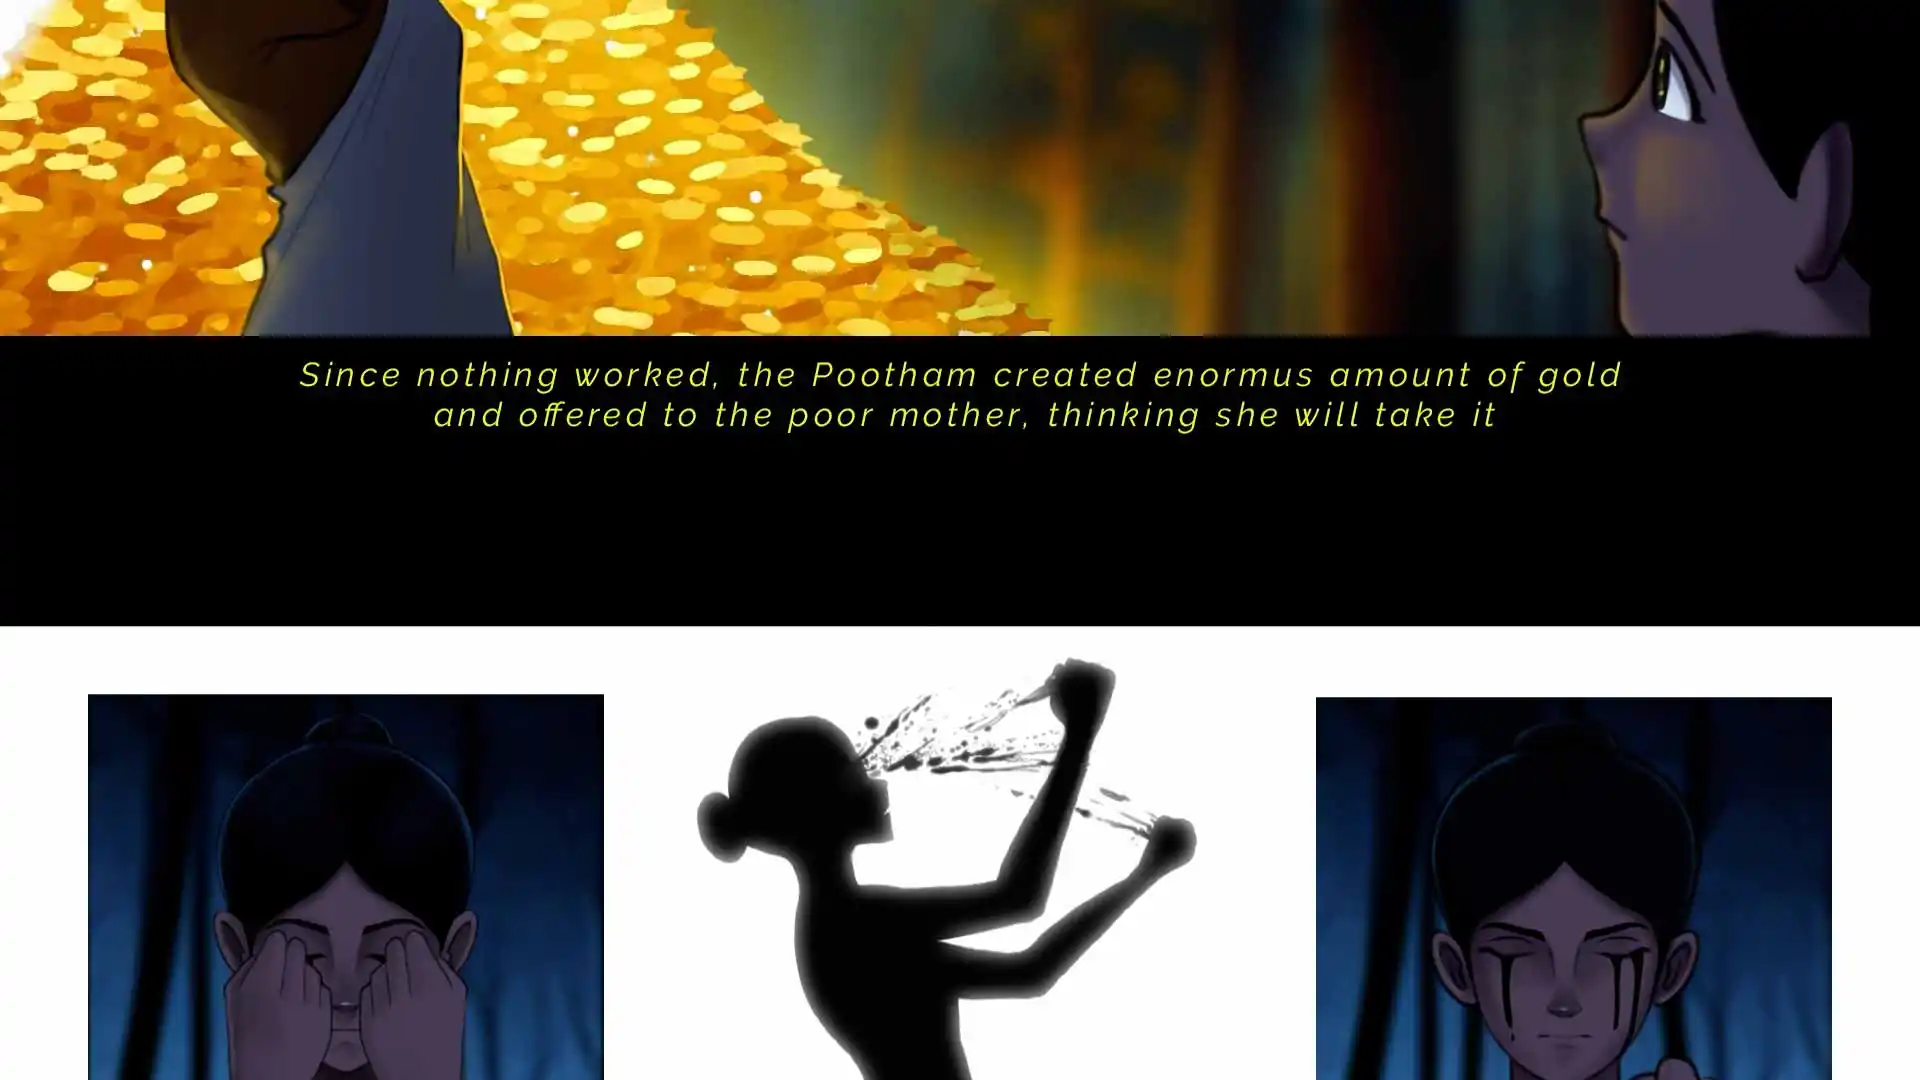 Since nothing worked, the Pootham created enormus amount of gold
and offered to the poor mother, thinking she will take it